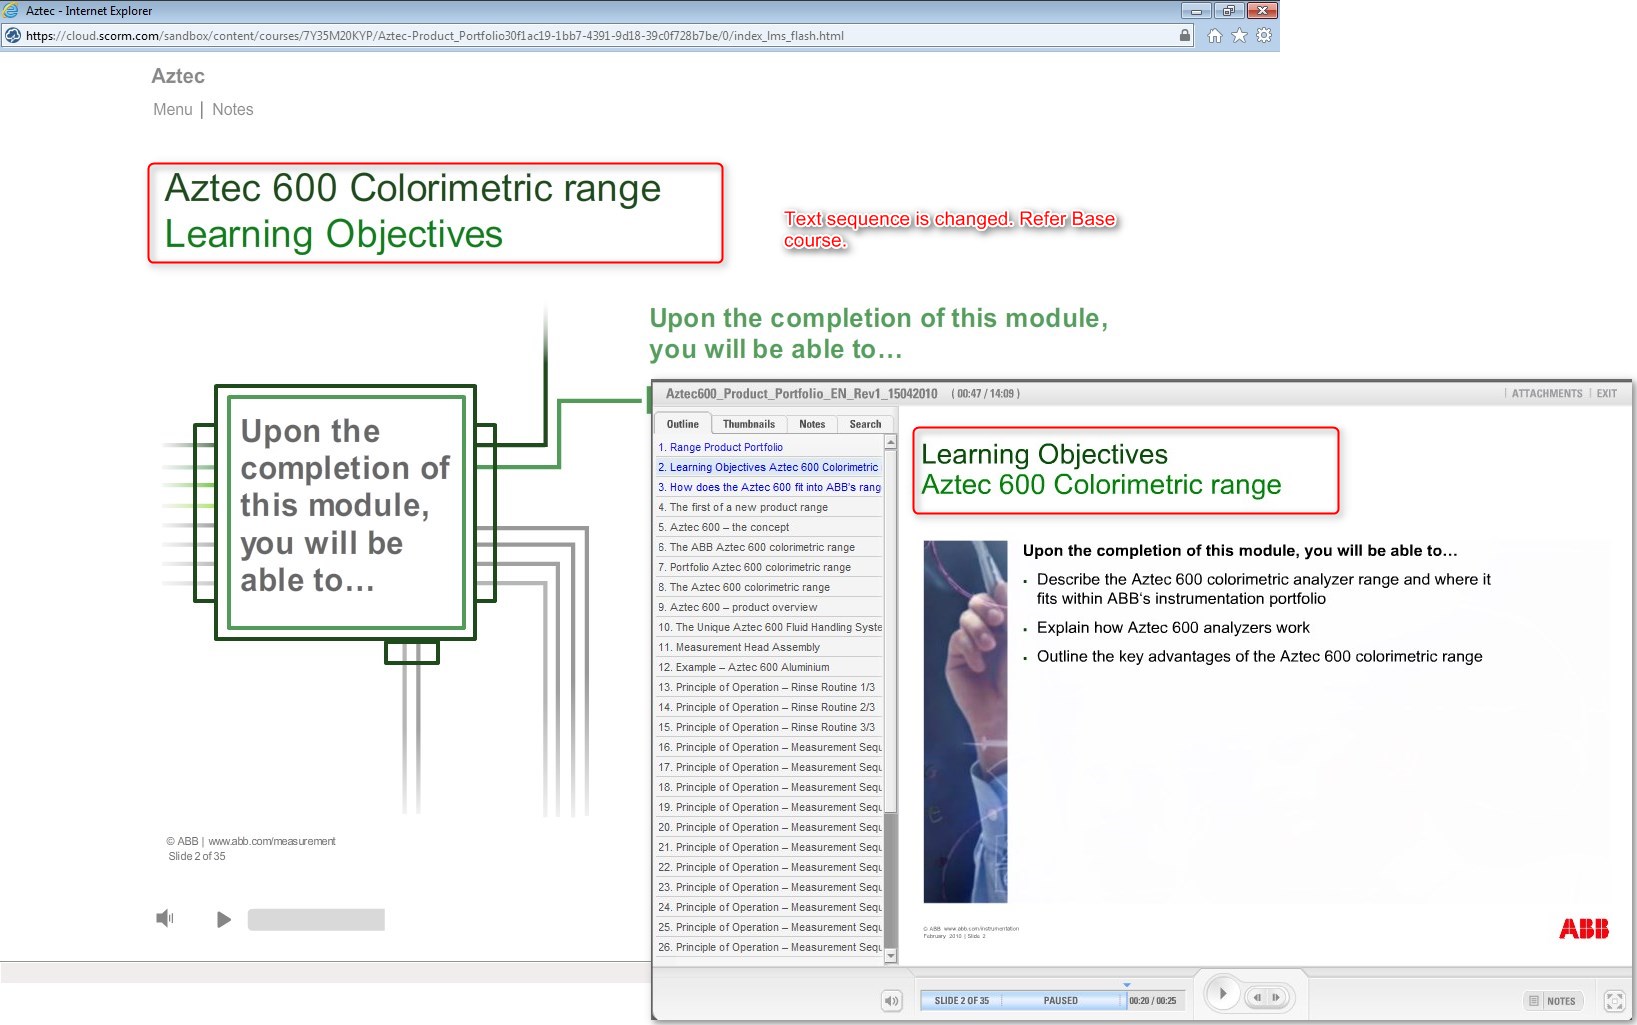 Aztec - Internet Explorer
https://cloud.scorm.com/sandbox/content/courses/7Y35M20KYP/Aztec-Product_Portfolio30f1ac19-1bb7-4391-9d18-39c0f728b7be/0/index_lms_flash.html
Aztec
Menu | Notes
Aztec 600 Colorimetric range
Learning Objectives
Text sequence is changed. Refer Base
course.
Upon the completion of this module,
you will be able to...
Upon the
completion of
this module,
you will be
able to...
© ABB | www.abb.com/measurement
Slide 2 of 35
Aztec600_Product_Portfolio_EN_Rev1_15042010 ( 00:47 / 14:09 )
| ATTACHMENTS | EXIT
Outline Thumbnails Notes Search
1. Range Product Portfolio
2. Learning Objectives Aztec 600 Colorimetric
3. How does the Aztec 600 fit into ABB's rang
4. The first of a new product range
5. Aztec 600 – the concept
6. The ABB Aztec 600 colorimetric range
7. Portfolio Aztec 600 colorimetric range
8. The Aztec 600 colorimetric range
9. Aztec 600 – product overview
10. The Unique Aztec 600 Fluid Handling Syste
11. Measurement Head Assembly
12. Example – Aztec 600 Aluminium
13. Principle of Operation – Rinse Routine 1/3
14. Principle of Operation – Rinse Routine 2/3
15. Principle of Operation – Rinse Routine 3/3
16. Principle of Operation – Measurement Sequ
17. Principle of Operation – Measurement Sequ
18. Principle of Operation – Measurement Sequ
19. Principle of Operation – Measurement Sequ
20. Principle of Operation – Measurement Sequ
21. Principle of Operation – Measurement Sequ
22. Principle of Operation – Measurement Sequ
23. Principle of Operation – Measurement Sequ
24. Principle of Operation – Measurement Sequ
25. Principle of Operation – Measurement Sequ
26. Principle of Operation – Measurement Sequ
Learning Objectives
Aztec 600 Colorimetric range
Upon the completion of this module, you will be able to...
• Describe the Aztec 600 colorimetric analyzer range and where it
fits within ABB's instrumentation portfolio
• Explain how Aztec 600 analyzers work
• Outline the key advantages of the Aztec 600 colorimetric range
© ABB www.abb.com/instrumentation
February 2010 | Slide 2
ABB
SLIDE 2 OF 35 PAUSED 00:20 / 00:25
NOTES